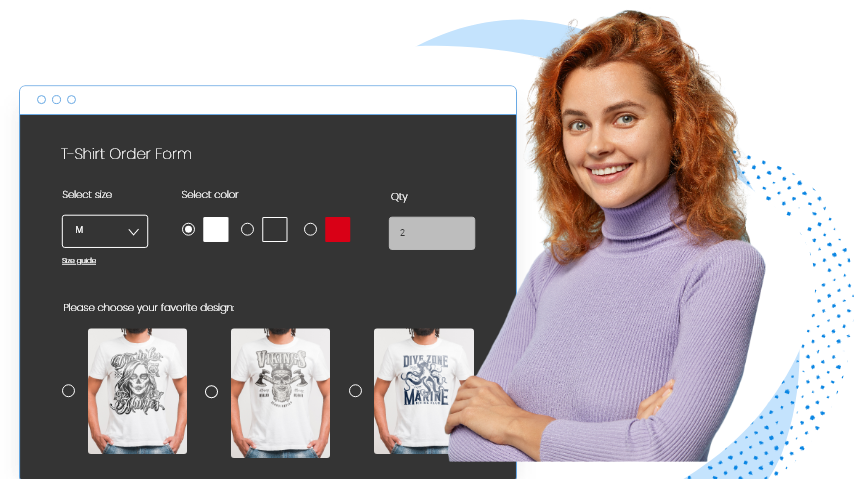 T-Shirt Order Form
Select size
Select color
Qty
M
2
Size guide
Please choose your favorite design:
VIKINGS
DIVE ZONE
MARINE